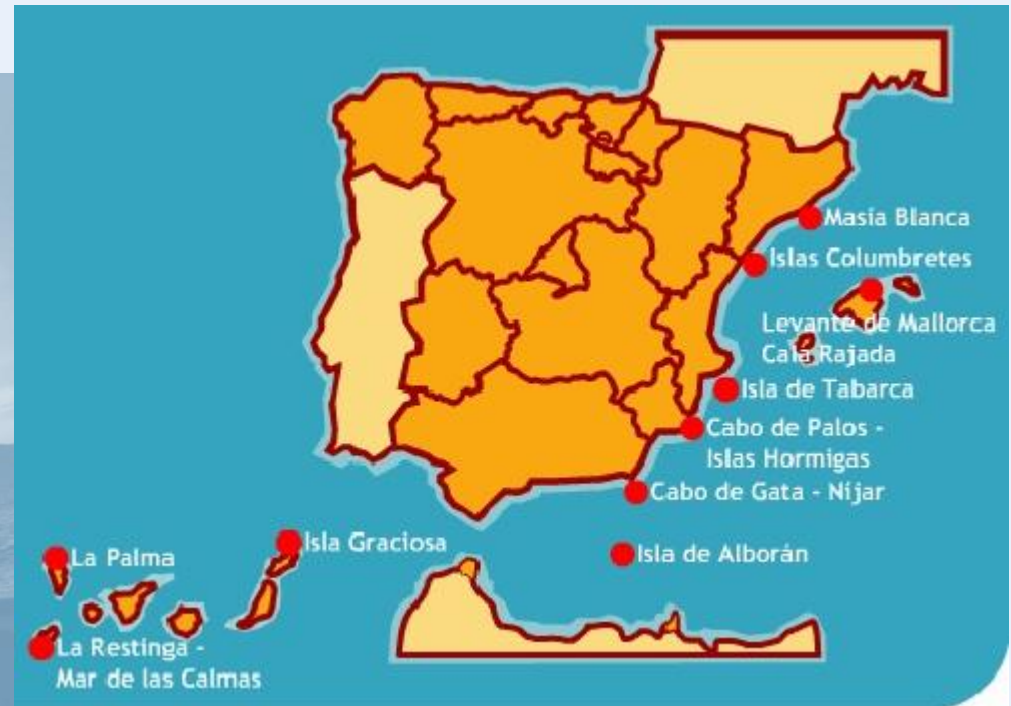 Masía Blanca
Islas Columbretes
Levante de Mallorca
Cala Rajada
Isla de Tabarca
Cabo de Palos -
Islas Hormigas
Cabo de Gata - Níjar
Isla Graciosa
Isla de Alborán
La Palma
La Restinga -
Mar de las Calmas